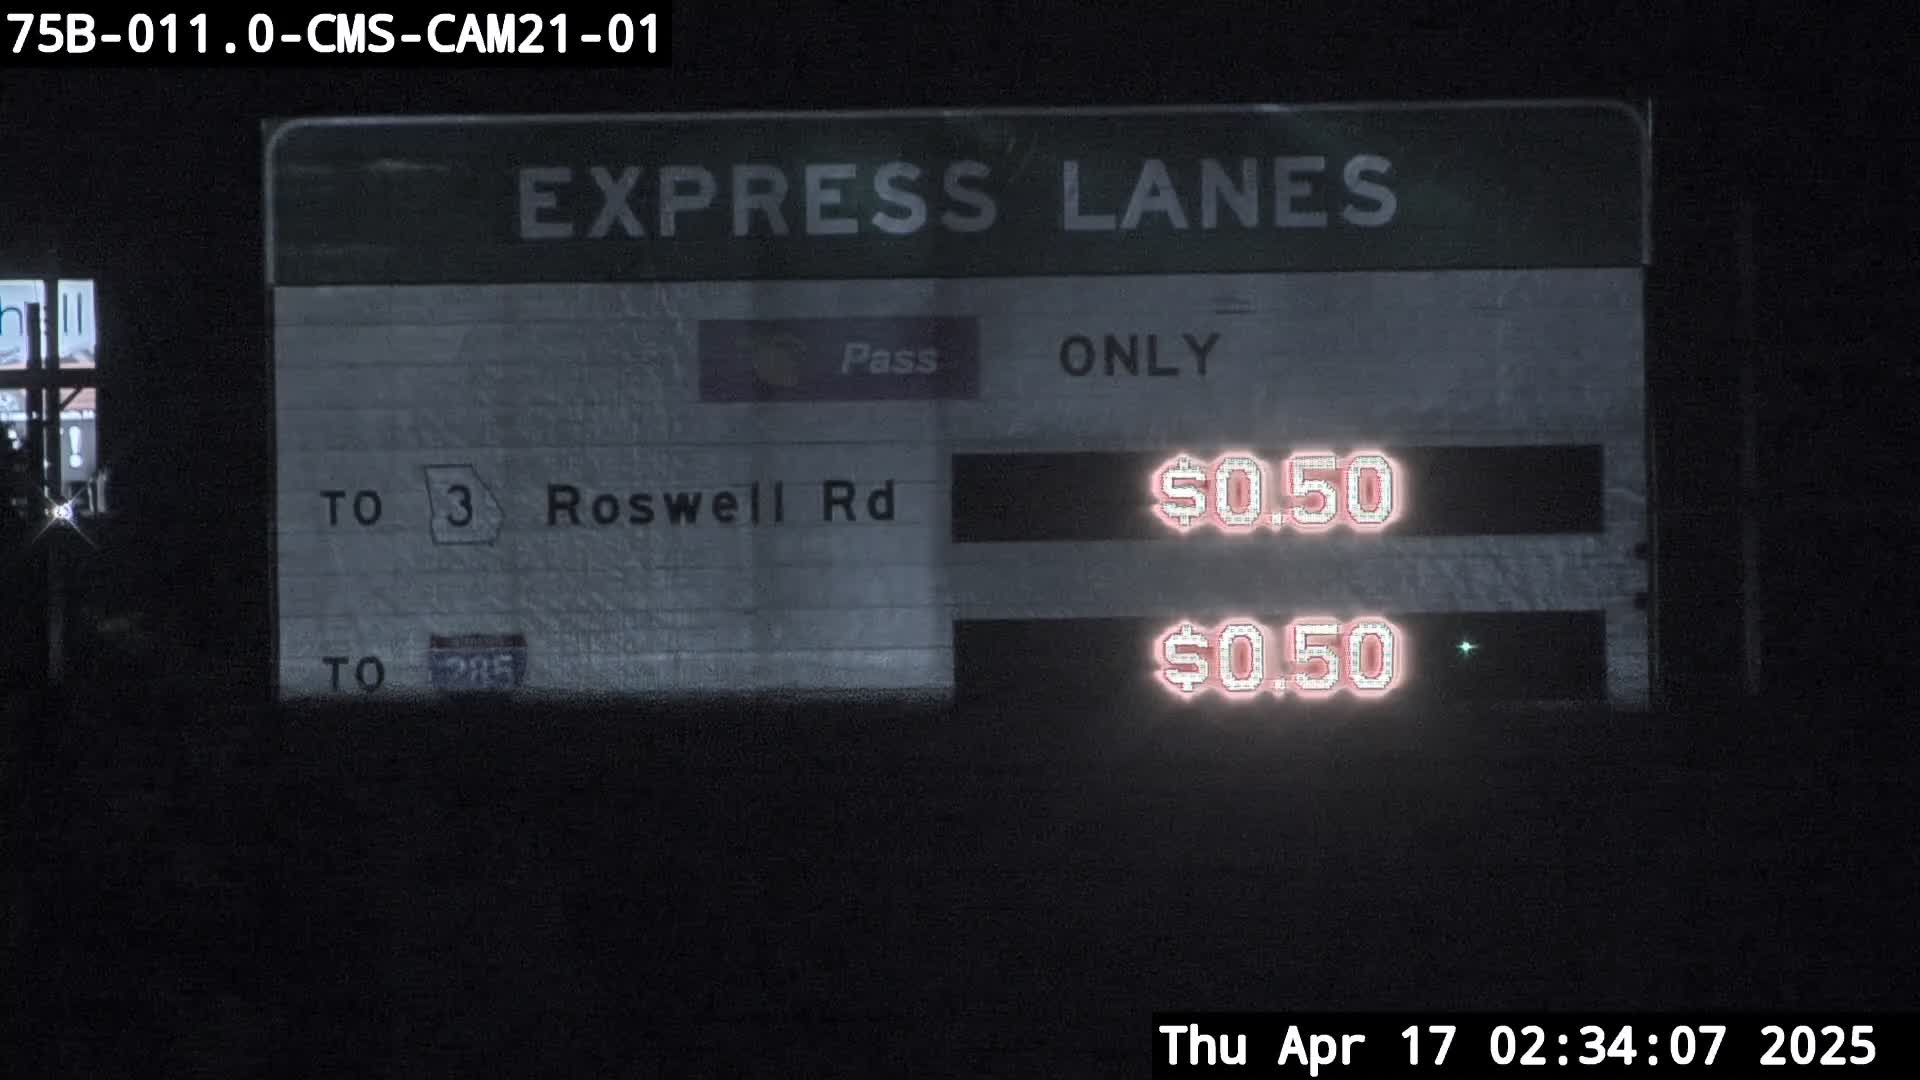 75B-011.0-CMS-CAM21-01
EXPRESS LANES
Pass ONLY
TO 3 Roswell Rd $0.50
TO 285 $0.50
Thu Apr 17 02:34:07 2025